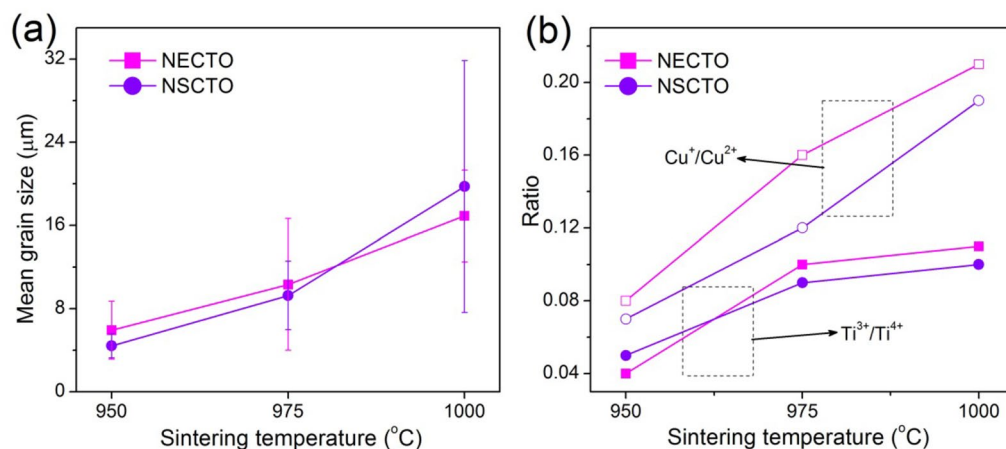 (a)
NECTO
NSCTO
Mean grain size (μm)
32
24
16
8
0
950
975
1000
Sintering temperature (°C)
(b)
NECTO
NSCTO
Ratio
0.20
0.16
0.12
0.08
0.04
Cu⁺/Cu²⁺
Ti³⁺/Ti⁴⁺
950
975
1000
Sintering temperature (°C)